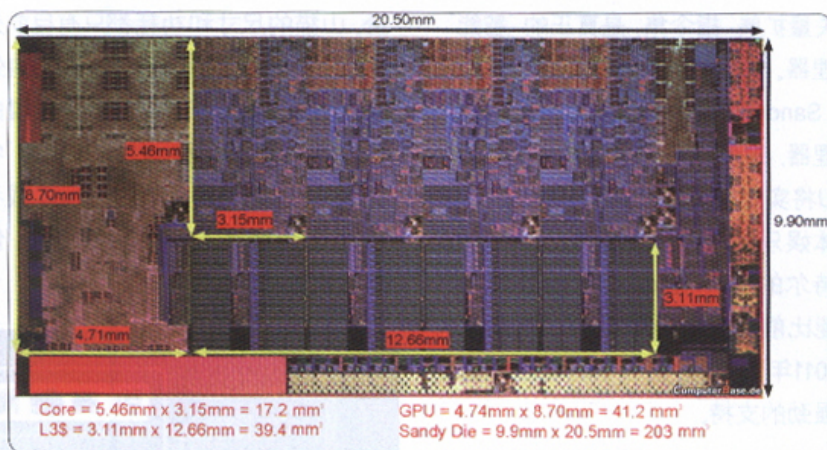 20.50mm
5.46mm
8.70mm
3.15mm
9.90mm
3.11mm
4.71mm
12.66mm
ComputerBase.de
Core = 5.46mm x 3.15mm = 17.2 mm²
GPU = 4.74mm x 8.70mm = 41.2 mm²
L3$ = 3.11mm x 12.66mm = 39.4 mm²
Sandy Die = 9.9mm x 20.5mm = 203 mm²